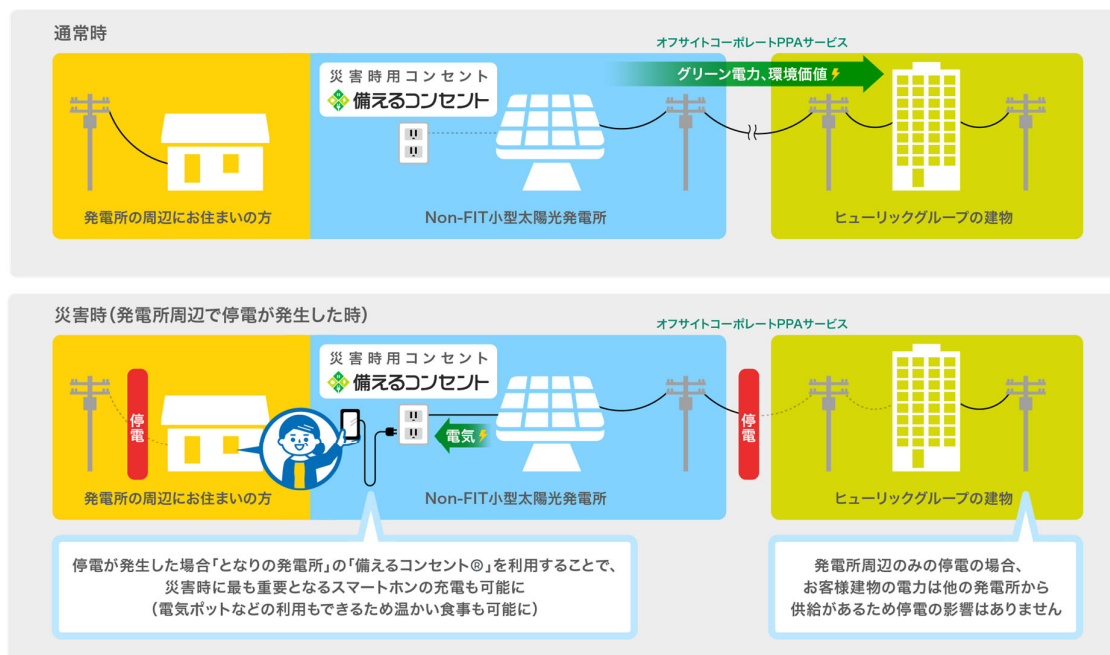 通常時
オフサイトコーポレートPPAサービス
グリーン電力、環境価値
災害時用コンセント
備えるコンセント
発電所の周辺にお住まいの方
Non-FIT小型太陽光発電所
ヒューリックグループの建物
災害時(発電所周辺で停電が発生した時)
オフサイトコーポレートPPAサービス
災害時用コンセント
備えるコンセント
停電
電気
停電
発電所の周辺にお住まいの方
Non-FIT小型太陽光発電所
ヒューリックグループの建物
停電が発生した場合「となりの発電所」の「備えるコンセント®」を利用することで、
災害時に最も重要となるスマートホンの充電も可能に
(電気ポットなどの利用もできるため温かい食事も可能に)
発電所周辺のみの停電の場合、
お客様建物の電力は他の発電所から
供給があるため停電の影響はありません